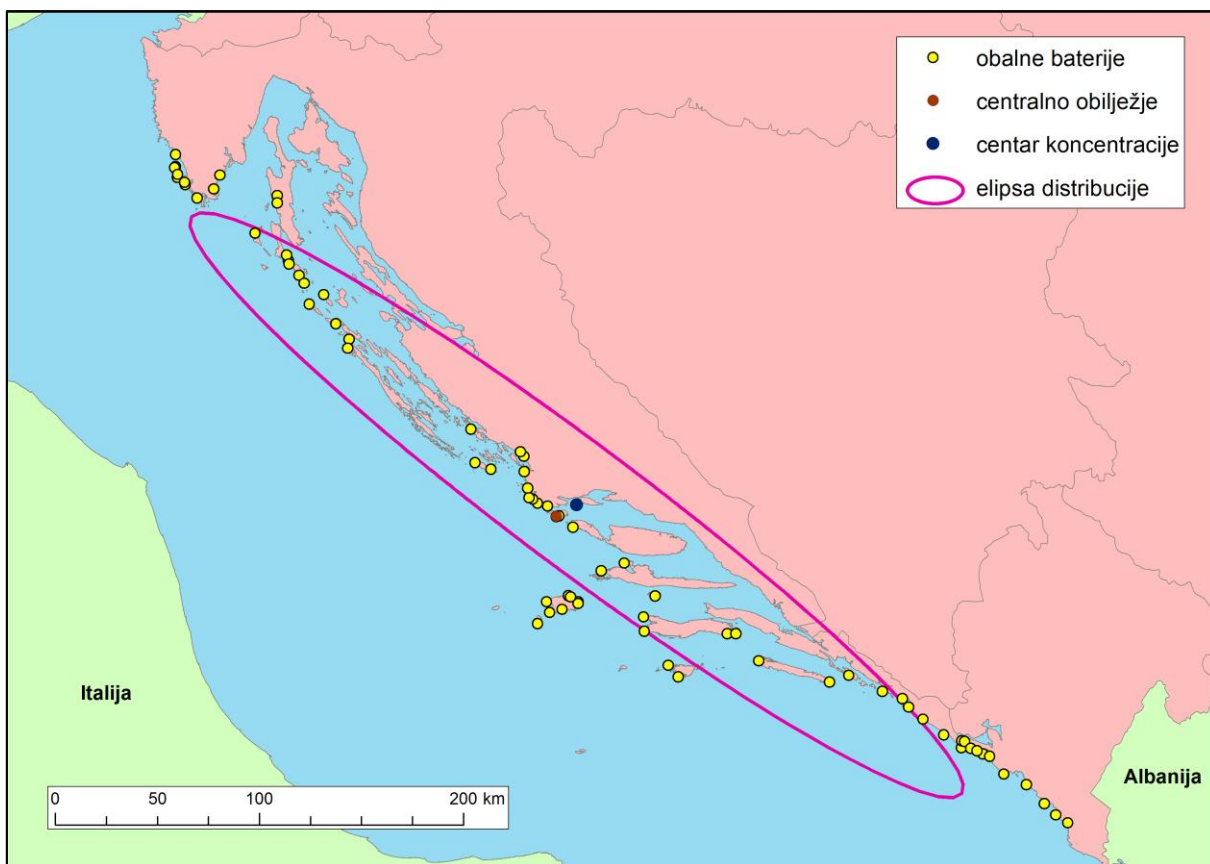 obalne baterije
centralno obilježje
centar koncentracije
elipsa distribucije
Italija
Albanija
0 50 100 200 km